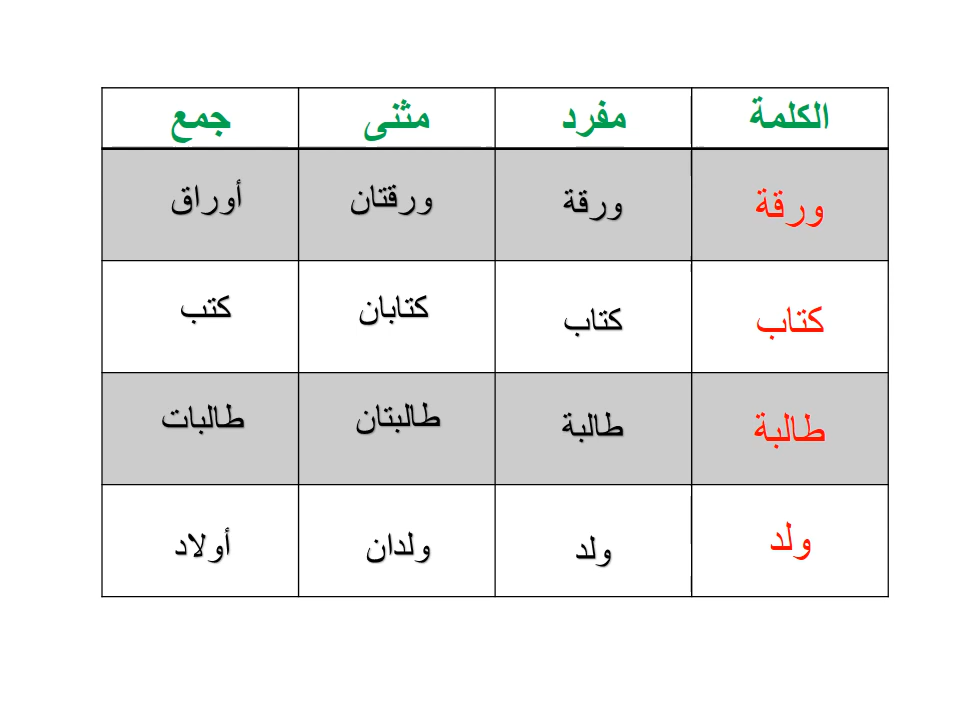 الكلمة مفرد مثنى جمع
ورقة ورقة ورقتان أوراق
كتاب كتاب كتابان كتب
طالبة طالبة طالبتان طالبات
ولد ولد ولدان أولاد